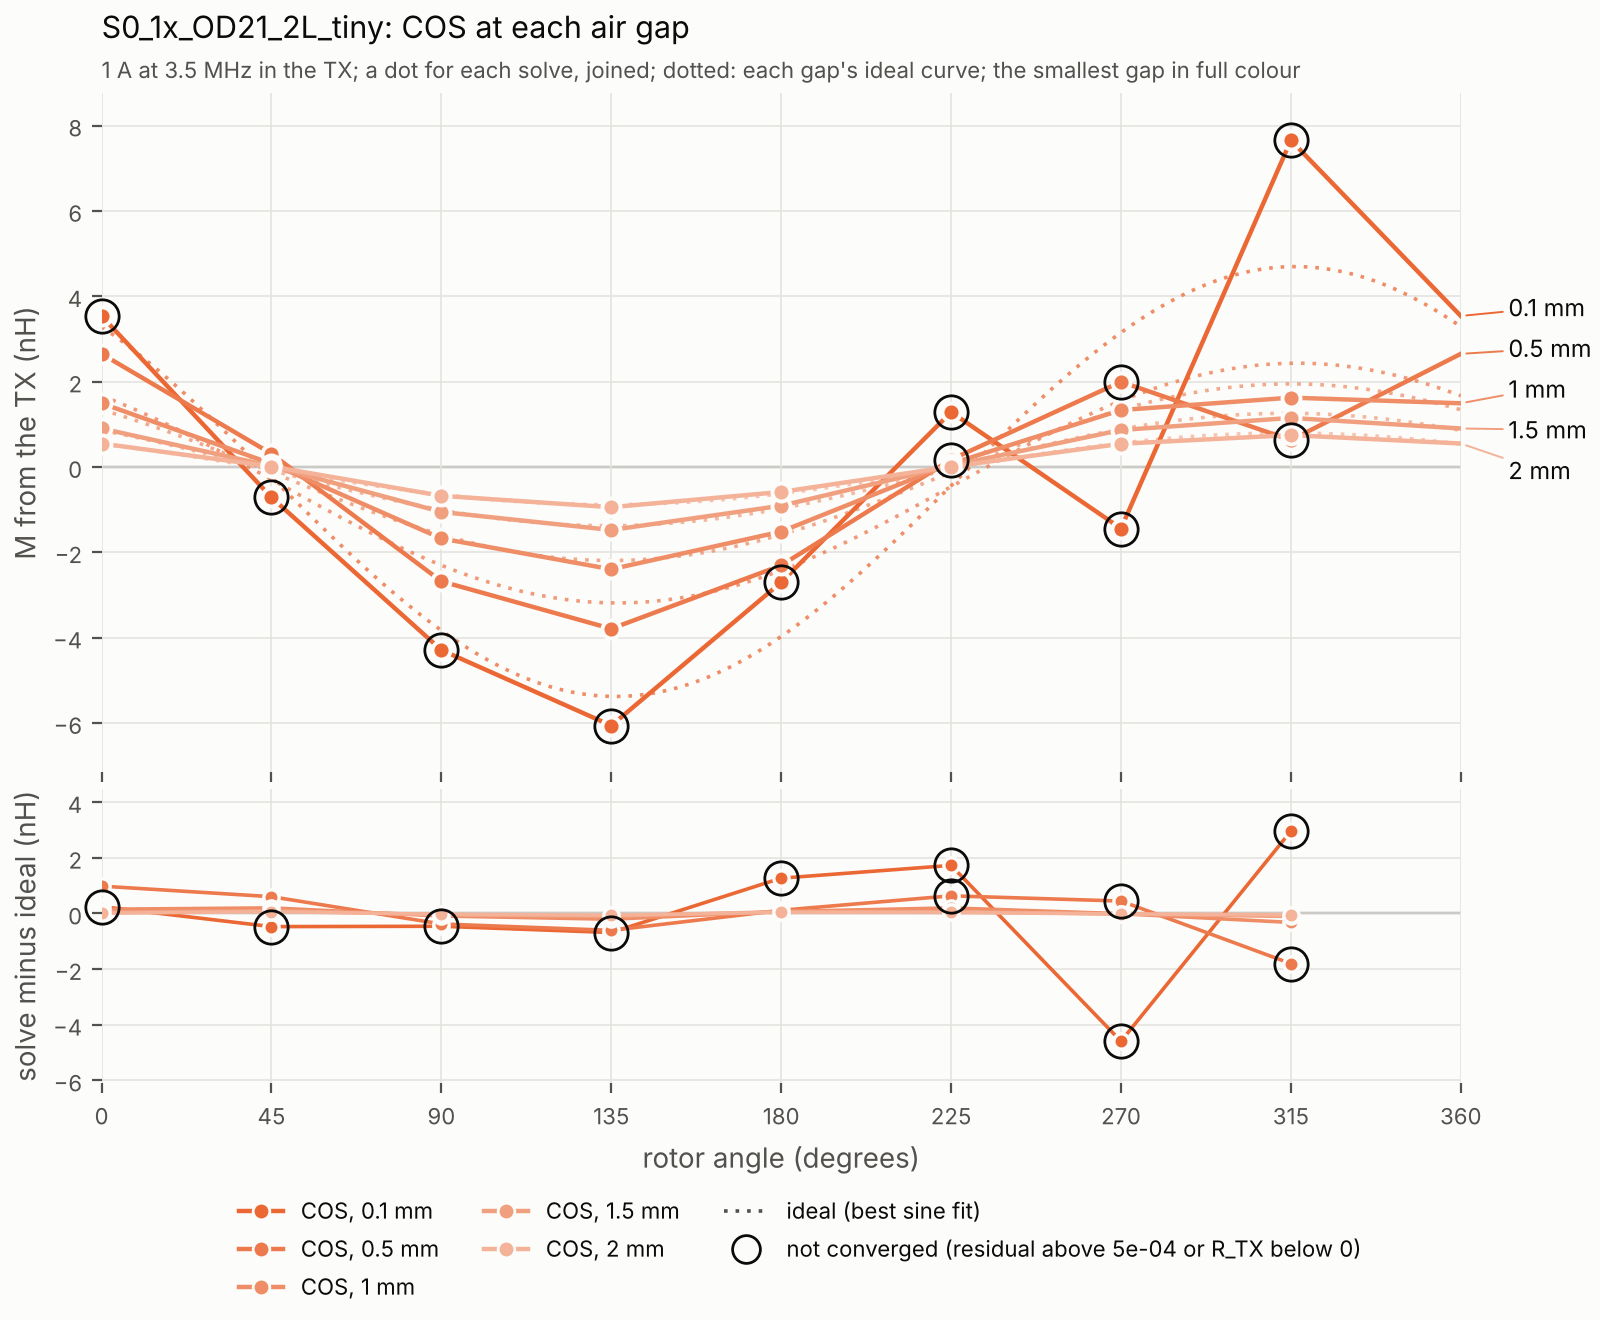 S0_1x_OD21_2L_tiny: COS at each air gap
1 A at 3.5 MHz in the TX; a dot for each solve, joined; dotted: each gap's ideal curve; the smallest gap in full colour
M from the TX (nH)
8
6
4
2
0
−2
−4
−6
0.1 mm
0.5 mm
1 mm
1.5 mm
2 mm
solve minus ideal (nH)
4
2
0
−2
−4
−6
0 45 90 135 180 225 270 315 360
rotor angle (degrees)
COS, 0.1 mm
COS, 0.5 mm
COS, 1 mm
COS, 1.5 mm
COS, 2 mm
ideal (best sine fit)
not converged (residual above 5e-04 or R_TX below 0)